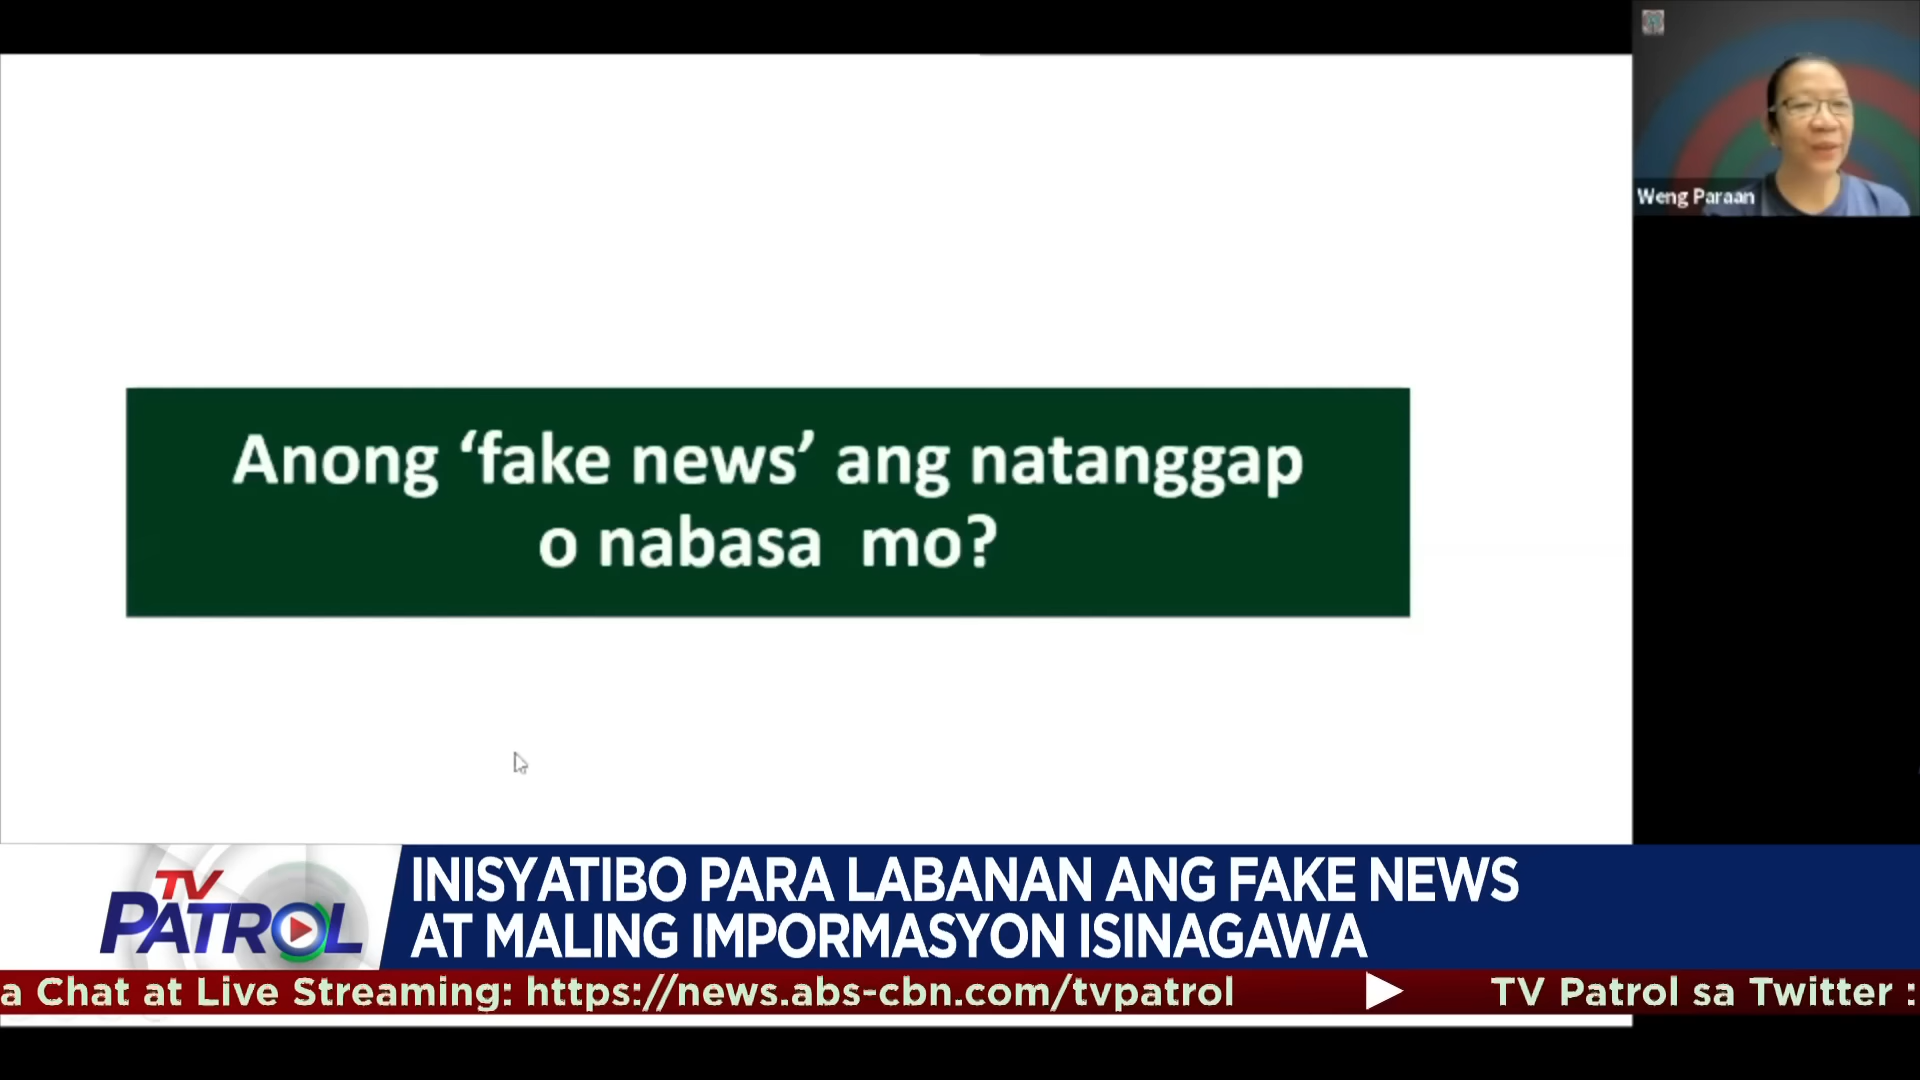 Weng Paraan
Anong ‘fake news’ ang natanggap
o nabasa mo?
TV
PATROL
INISYATIBO PARA LABANAN ANG FAKE NEWS
AT MALING IMPORMASYON ISINAGAWA
a Chat at Live Streaming: https://news.abs-cbn.com/tvpatrol
TV Patrol sa Twitter :